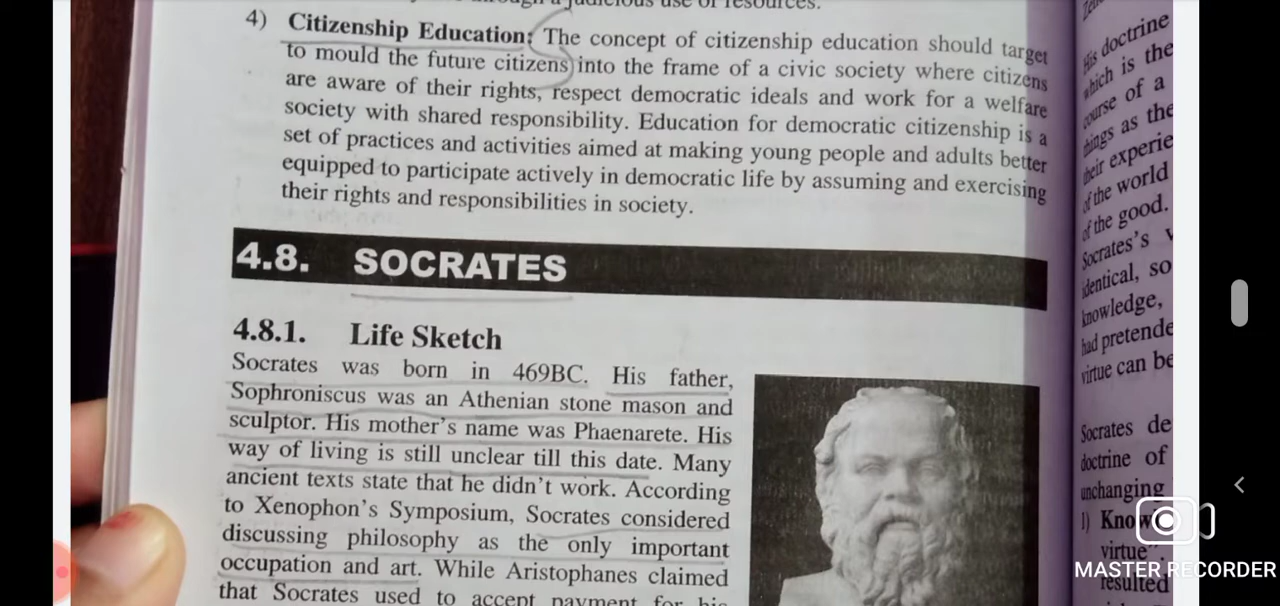 through a judicious use of resources.
4) Citizenship Education: The concept of citizenship education should target
to mould the future citizens into the frame of a civic society where citizens
are aware of their rights, respect democratic ideals and work for a welfare
society with shared responsibility. Education for democratic citizenship is a
set of practices and activities aimed at making young people and adults better
equipped to participate actively in democratic life by assuming and exercising
their rights and responsibilities in society.
4.8. SOCRATES
4.8.1. Life Sketch
Socrates was born in 469BC. His father,
Sophroniscus was an Athenian stone mason and
sculptor. His mother's name was Phaenarete. His
way of living is still unclear till this date. Many
ancient texts state that he didn't work. According
to Xenophon's Symposium, Socrates considered
discussing philosophy as the only important
occupation and art. While Aristophanes claimed
that Socrates used to accept payment for his
His doctrine
which is the
course of a
things as the
their experie
of the world
of the good.
Socrates's v
identical, so
knowledge,
had pretende
virtue can be
Socrates de
doctrine of
unchanging
1) Know
virtue
resulted
MASTER RECORDER